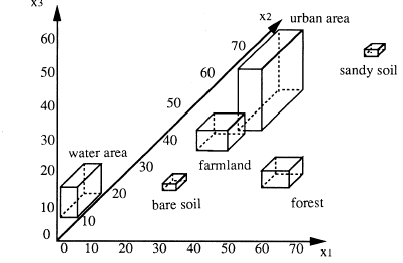 x3
x2
urban area
60
70
50
60
sandy soil
40
50
30
40
water area
farmland
20
30
20
bare soil
forest
10
10
0
0 10 20 30 40 50 60 70
x1